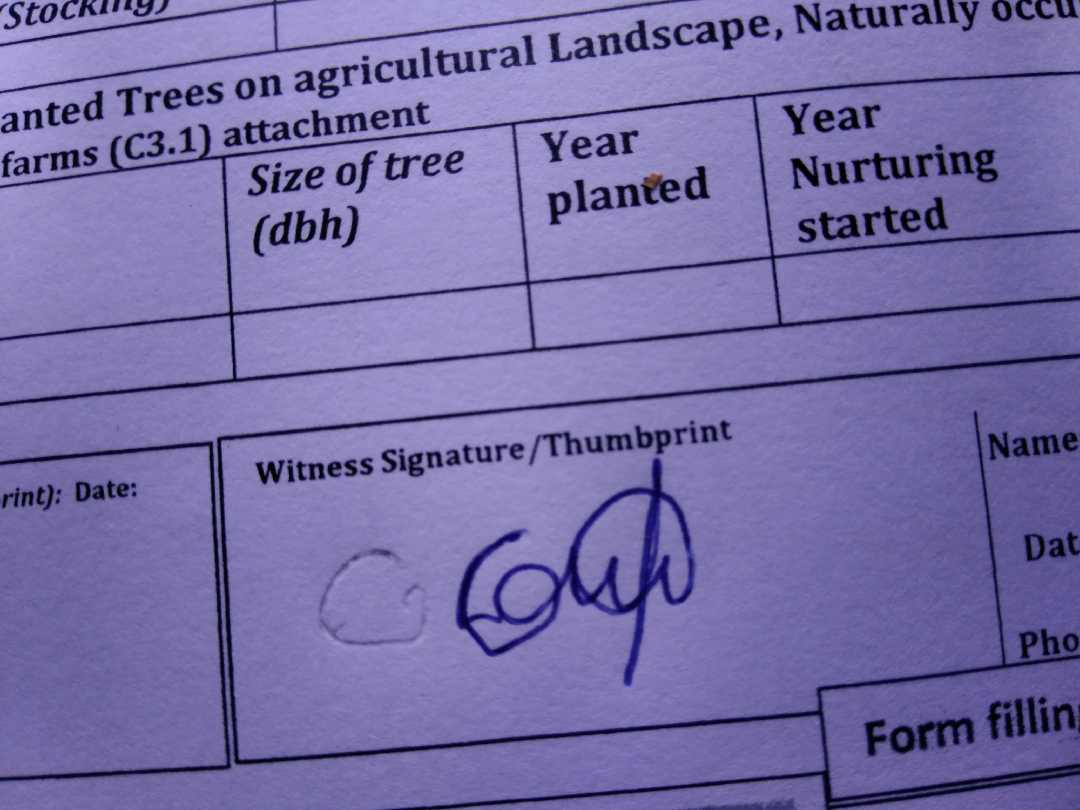 (Stocking)
anted Trees on agricultural Landscape, Naturally occu
farms (C3.1) attachment
Size of tree
(dbh)
Year
planted
Year
Nurturing
started
rint): Date:
Witness Signature/Thumbprint
Name
Dat
Pho
Form fillin